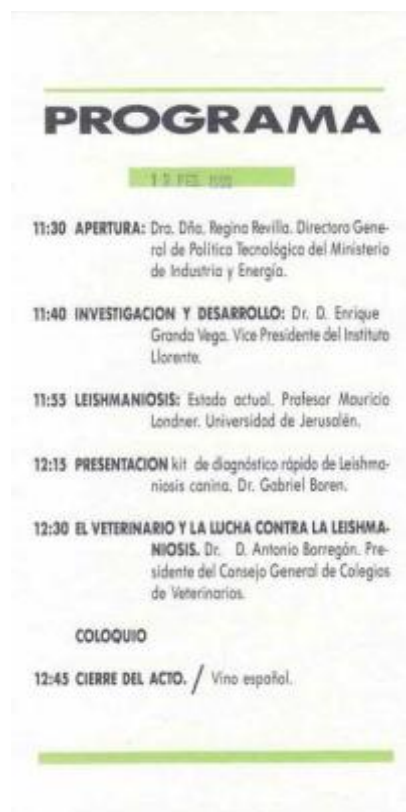 PROGRAMA
FEB.
11:30 APERTURA: Dra. Dña. Regina Revilla. Directora Gene-
ral de Política Tecnológica del Ministerio
de Industria y Energía.
11:40 INVESTIGACION Y DESARROLLO: Dr. D. Enrique
Granda Vega. Vice Presidente del Instituto
Llorente.
11:55 LEISHMANIOSIS: Estado actual. Profesor Mauricio
Londner. Universidad de Jerusalén.
12:15 PRESENTACION kit de diagnóstico rápido de Leishma-
niosis canina. Dr. Gabriel Boren.
12:30 EL VETERINARIO Y LA LUCHA CONTRA LA LEISHMA-
NIOSIS. Dr. D. Antonio Borregón. Pre-
sidente del Consejo General de Colegios
de Veterinarios.
COLOQUIO
12:45 CIERRE DEL ACTO. / Vino español.